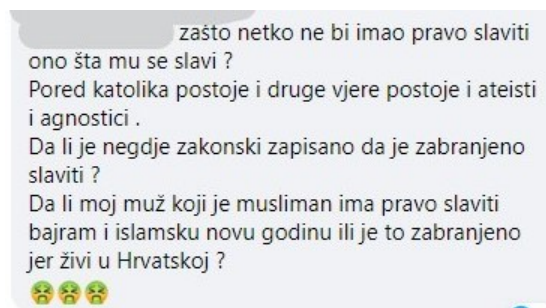 zašto netko ne bi imao pravo slaviti
ono šta mu se slavi ?
Pored katolika postoje i druge vjere postoje i ateisti
i agnostici .
Da li je negdje zakonski zapisano da je zabranjeno
slaviti ?
Da li moj muž koji je musliman ima pravo slaviti
bajram i islamsku novu godinu ili je to zabranjeno
jer živi u Hrvatskoj ?
🤮🤮🤮